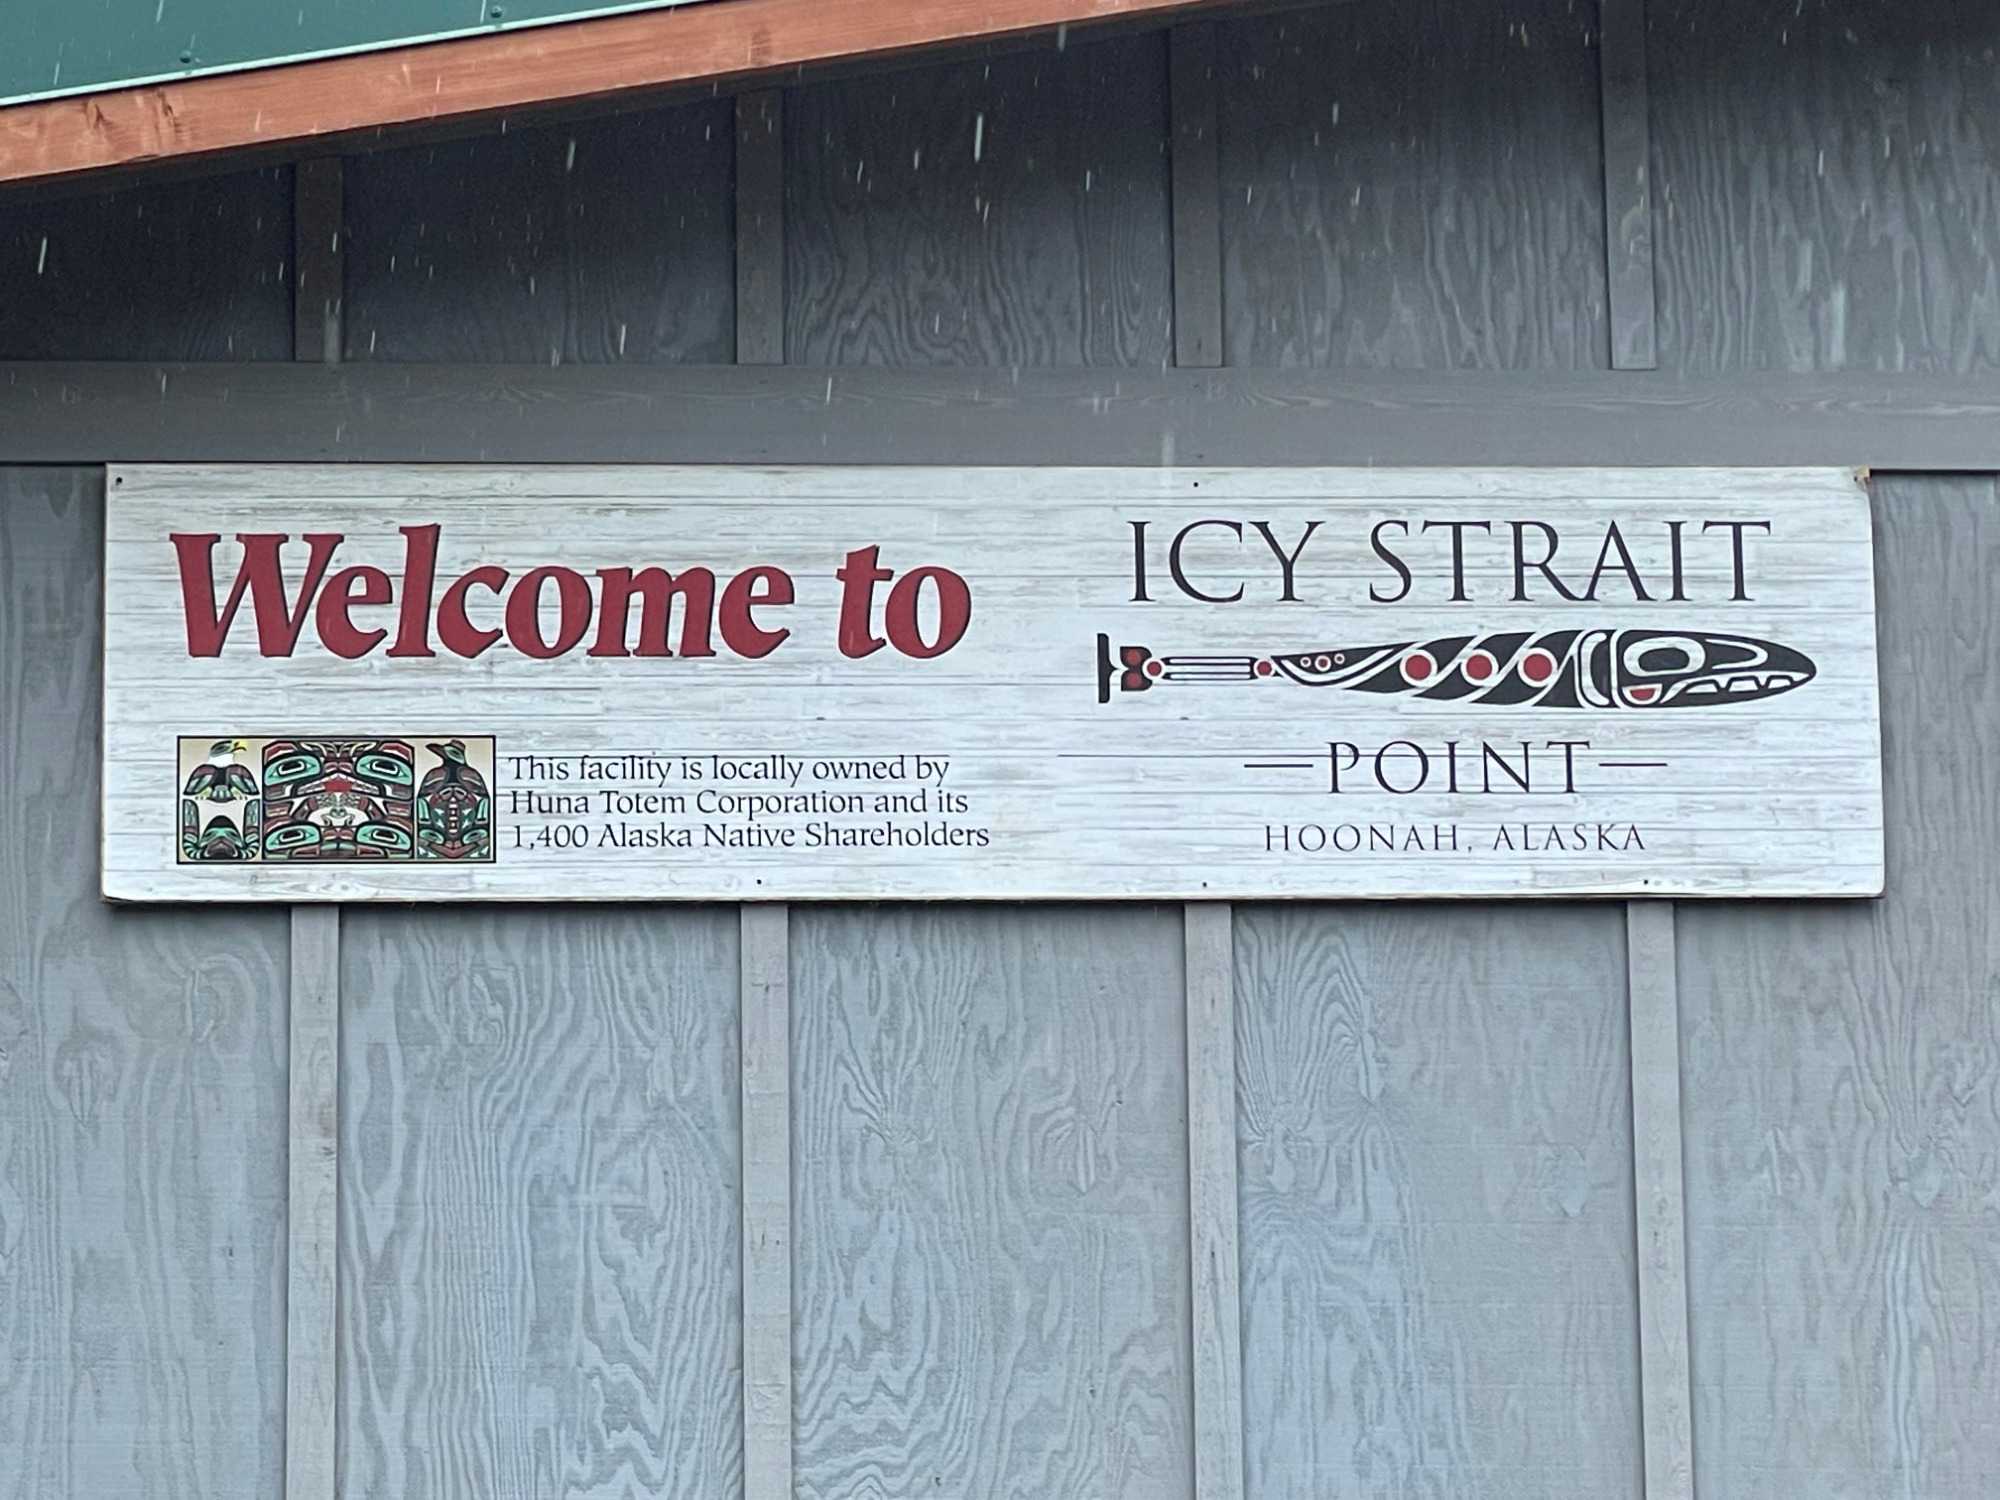 Welcome to
This facility is locally owned by
Huna Totem Corporation and its
1,400 Alaska Native Shareholders
ICY STRAIT
POINT
HOONAH, ALASKA